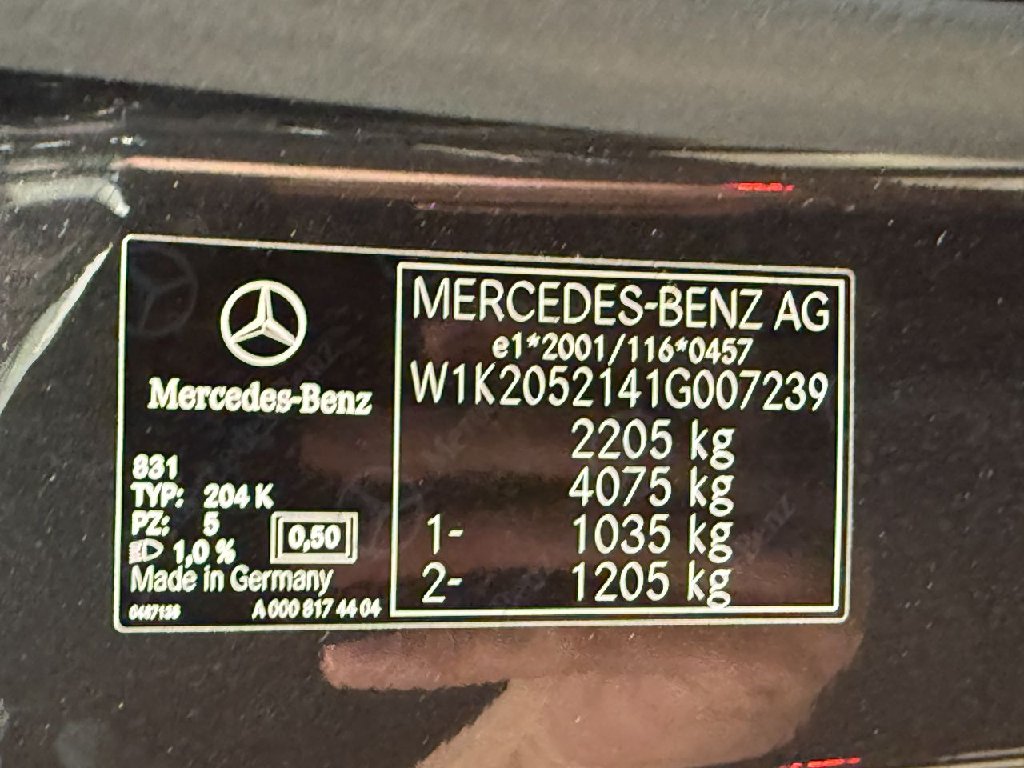 Mercedes-Benz
831
TYP: 204 K
PZ: 5
0,50
1,0 %
Made in Germany
A 000 817 44 04
MERCEDES-BENZ AG
e1*2001/116*0457
W1K2052141G007239
2205 kg
4075 kg
1- 1035 kg
2- 1205 kg